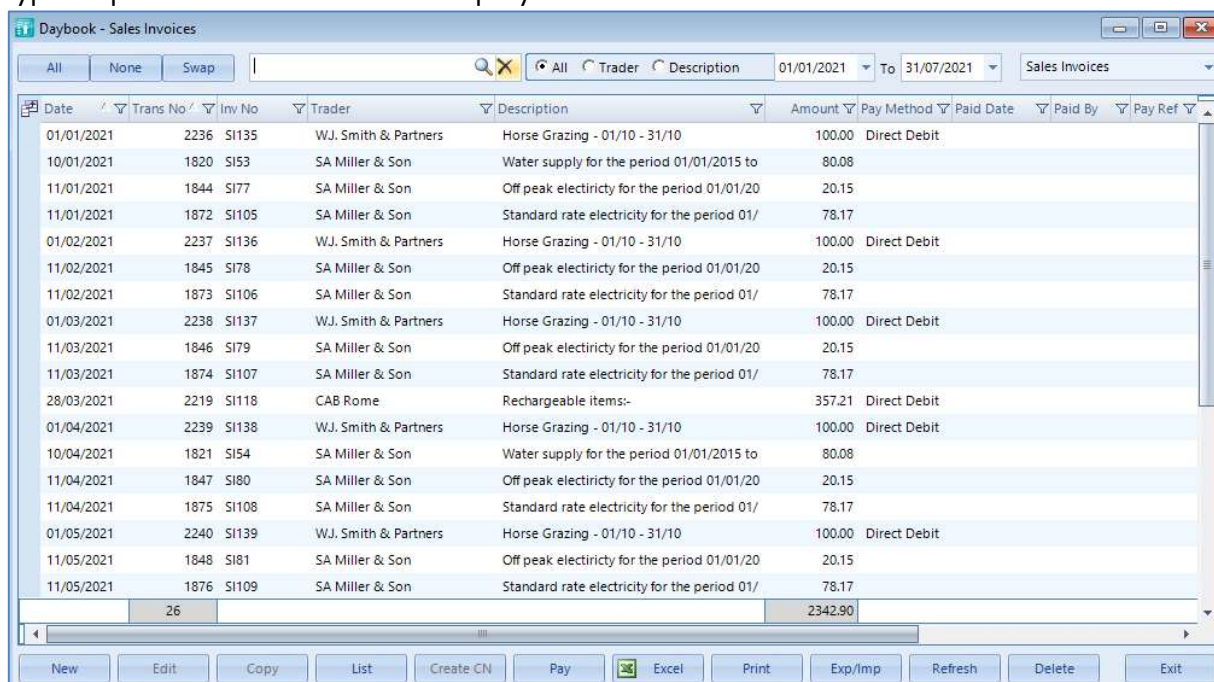 Daybook - Sales Invoices
All None Swap All Trader Description 01/01/2021 To 31/07/2021 Sales Invoices
Date Trans No Inv No Trader Description Amount Pay Method Paid Date Paid By Pay Ref
01/01/2021 2236 SI135 WJ. Smith & Partners Horse Grazing - 01/10 - 31/10 100.00 Direct Debit
10/01/2021 1820 SI53 SA Miller & Son Water supply for the period 01/01/2015 to 80.08
11/01/2021 1844 SI77 SA Miller & Son Off peak electiricty for the period 01/01/20 20.15
11/01/2021 1872 SI105 SA Miller & Son Standard rate electricity for the period 01/ 78.17
01/02/2021 2237 SI136 WJ. Smith & Partners Horse Grazing - 01/10 - 31/10 100.00 Direct Debit
11/02/2021 1845 SI78 SA Miller & Son Off peak electiricty for the period 01/01/20 20.15
11/02/2021 1873 SI106 SA Miller & Son Standard rate electricity for the period 01/ 78.17
01/03/2021 2238 SI137 WJ. Smith & Partners Horse Grazing - 01/10 - 31/10 100.00 Direct Debit
11/03/2021 1846 SI79 SA Miller & Son Off peak electiricty for the period 01/01/20 20.15
11/03/2021 1874 SI107 SA Miller & Son Standard rate electricity for the period 01/ 78.17
28/03/2021 2219 SI118 CAB Rome Rechargeable items:- 357.21 Direct Debit
01/04/2021 2239 SI138 WJ. Smith & Partners Horse Grazing - 01/10 - 31/10 100.00 Direct Debit
10/04/2021 1821 SI54 SA Miller & Son Water supply for the period 01/01/2015 to 80.08
11/04/2021 1847 SI80 SA Miller & Son Off peak electiricty for the period 01/01/20 20.15
11/04/2021 1875 SI108 SA Miller & Son Standard rate electricity for the period 01/ 78.17
01/05/2021 2240 SI139 WJ. Smith & Partners Horse Grazing - 01/10 - 31/10 100.00 Direct Debit
11/05/2021 1848 SI81 SA Miller & Son Off peak electiricty for the period 01/01/20 20.15
11/05/2021 1876 SI109 SA Miller & Son Standard rate electricity for the period 01/ 78.17
26 2342.90
New Edit Copy List Create CN Pay Excel Print Exp/Imp Refresh Delete Exit